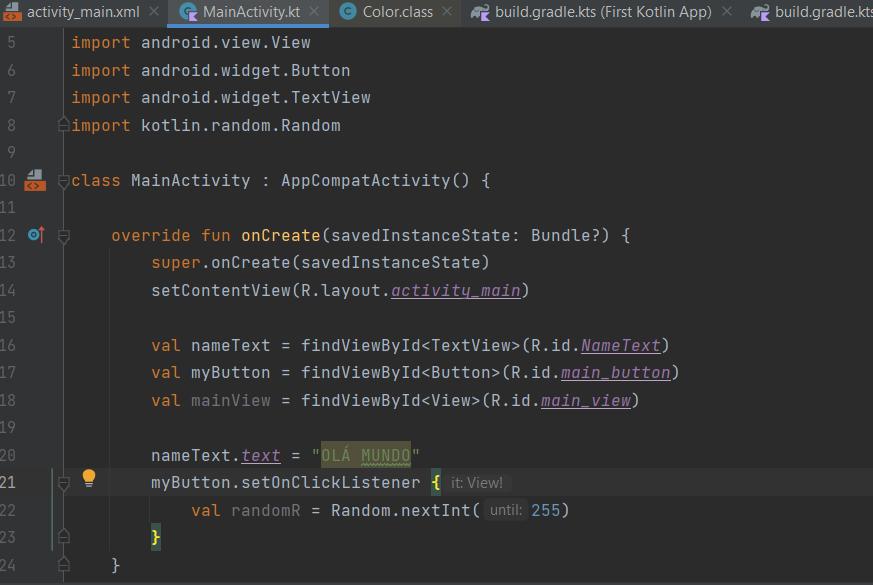 activity_main.xml MainActivity.kt Color.class build.gradle.kts (First Kotlin App) build.gradle.kts
5 import android.view.View
6 import android.widget.Button
7 import android.widget.TextView
8 import kotlin.random.Random
9
10 class MainActivity : AppCompatActivity() {
11
12 override fun onCreate(savedInstanceState: Bundle?) {
13 super.onCreate(savedInstanceState)
14 setContentView(R.layout.activity_main)
15
16 val nameText = findViewById<TextView>(R.id.NameText)
17 val myButton = findViewById<Button>(R.id.main_button)
18 val mainView = findViewById<View>(R.id.main_view)
19
20 nameText.text = "OLÁ MUNDO"
21 myButton.setOnClickListener { it: View!
22 val randomR = Random.nextInt( until: 255)
23 }
24 }